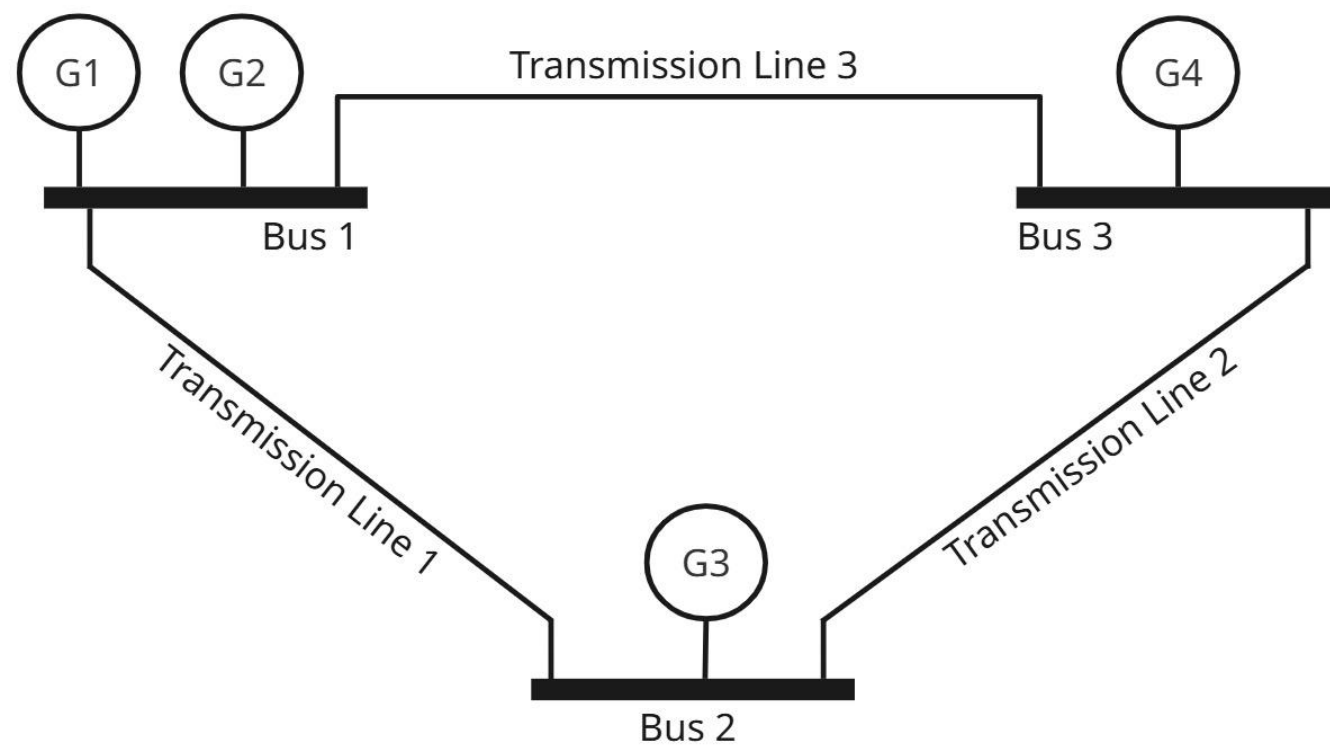 G1
G2
Transmission Line 3
G4
Bus 1
Bus 3
Transmission Line 1
Transmission Line 2
G3
Bus 2